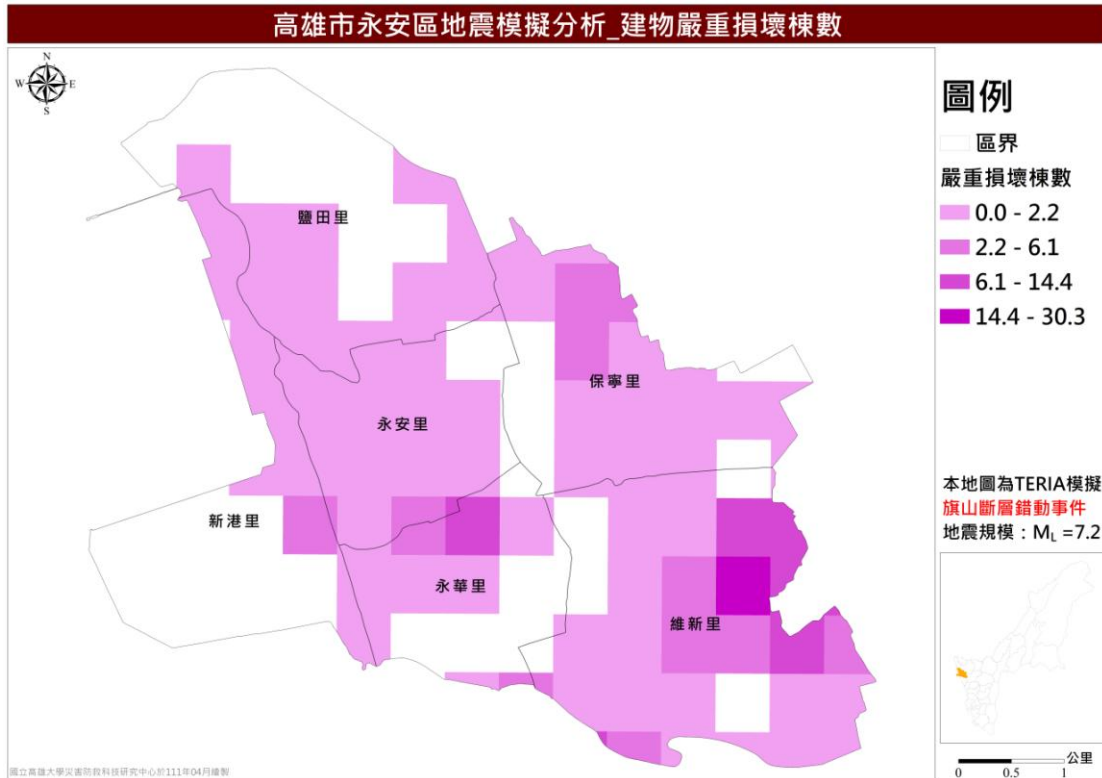 高雄市永安區地震模擬分析_建物嚴重損壞棟數
N
W E
S
圖例
區界
嚴重損壞棟數
0.0 - 2.2
2.2 - 6.1
6.1 - 14.4
14.4 - 30.3
鹽田里
保寧里
永安里
新港里
永華里
維新里
本地圖為TERIA模擬
旗山斷層錯動事件
地震規模：ML =7.2
公里
0 0.5 1
國立高雄大學災害防救科技研究中心於111年04月繪製